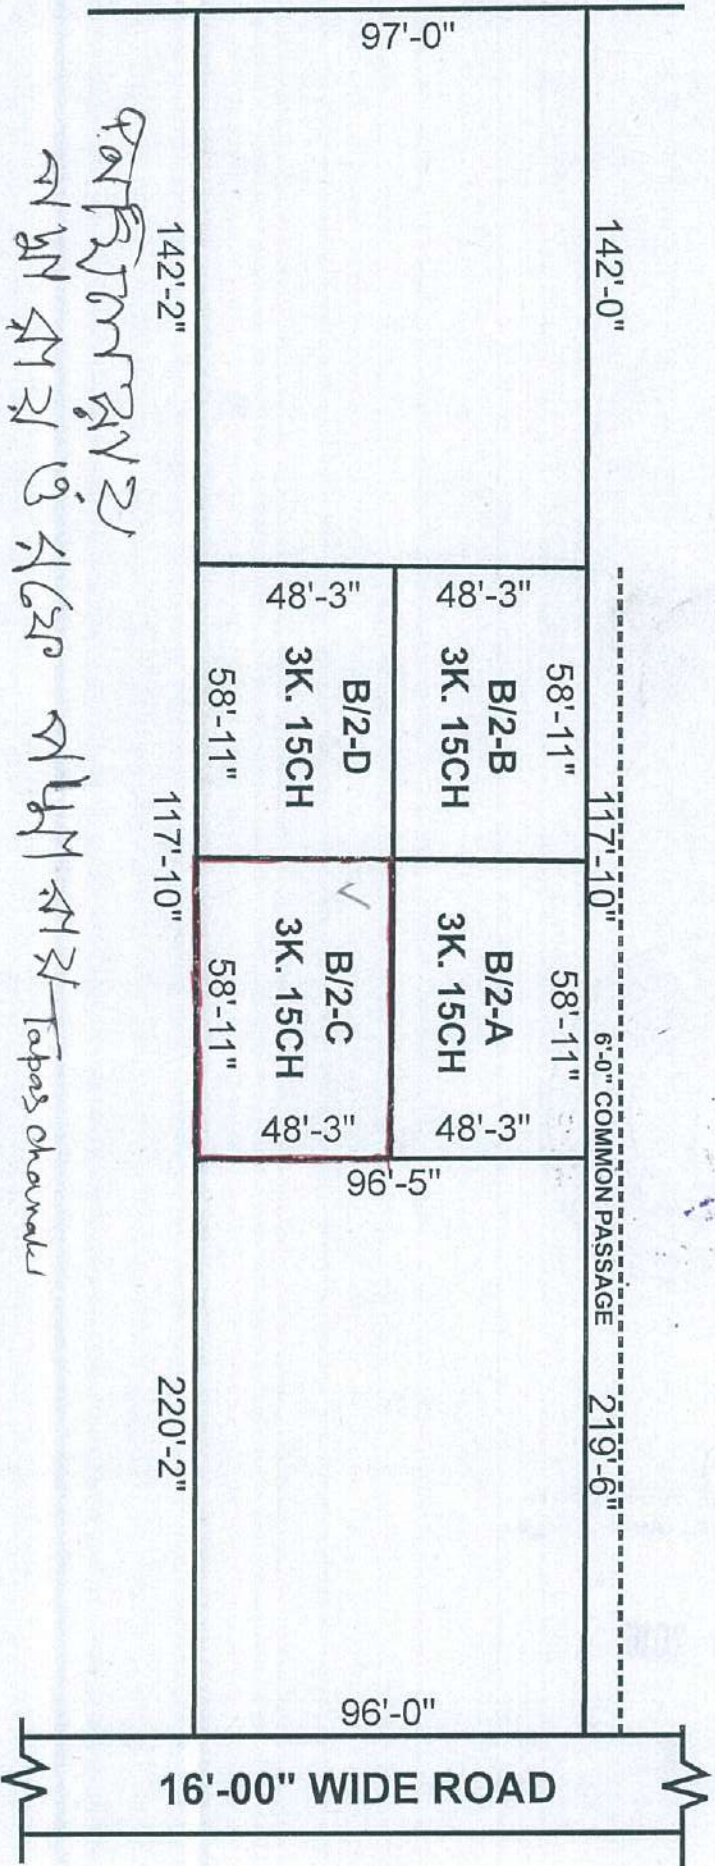 97'-0"
142'-0"
142'-2"
48'-3"
48'-3"
58'-11"
B/2-B
3K. 15CH
B/2-D
3K. 15CH
58'-11"
117'-10"
117'-10"
6'-0" COMMON PASSAGE
58'-11"
B/2-A
3K. 15CH
48'-3"
B/2-C
3K. 15CH
58'-11"
48'-3"
96'-5"
219'-6"
220'-2"
96'-0"
16'-00" WIDE ROAD
Tapas